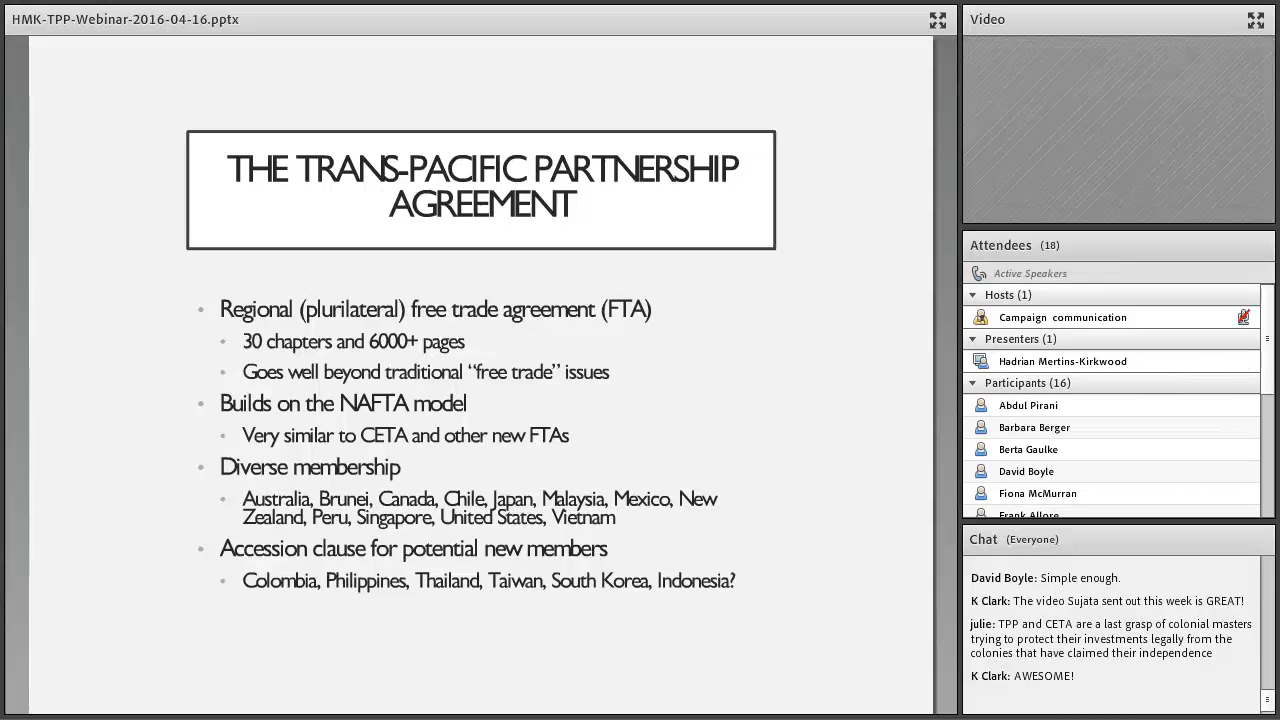 HMK-TPP-Webinar-2016-04-16.pptx
THE TRANS-PACIFIC PARTNERSHIP
AGREEMENT
• Regional (plurilateral) free trade agreement (FTA)
• 30 chapters and 6000+ pages
• Goes well beyond traditional “free trade” issues
• Builds on the NAFTA model
• Very similar to CETA and other new FTAs
• Diverse membership
• Australia, Brunei, Canada, Chile, Japan, Malaysia, Mexico, New
Zealand, Peru, Singapore, United States, Vietnam
• Accession clause for potential new members
• Colombia, Philippines, Thailand, Taiwan, South Korea, Indonesia?
Video
Attendees (18)
Active Speakers
Hosts (1)
Campaign communication
Presenters (1)
Hadrian Mertins-Kirkwood
Participants (16)
Abdul Pirani
Barbara Berger
Berta Gaulke
David Boyle
Fiona McMurran
Frank Allore
Chat (Everyone)
David Boyle: Simple enough.
K Clark: The video Sujata sent out this week is GREAT!
julie: TPP and CETA are a last grasp of colonial masters
trying to protect their investments legally from the
colonies that have claimed their independence
K Clark: AWESOME!